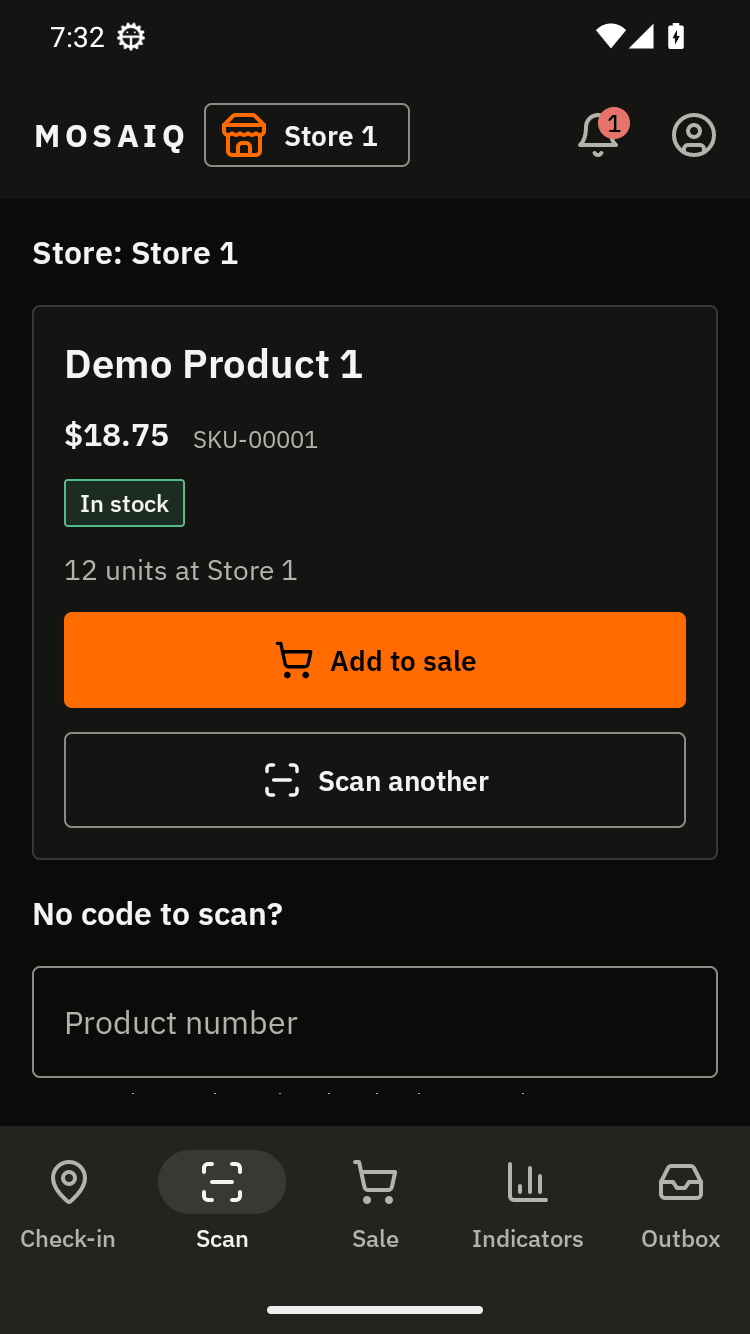 7:32
MOSAIQ
Store 1
1
Store: Store 1
Demo Product 1
$18.75 SKU-00001
In stock
12 units at Store 1
Add to sale
Scan another
No code to scan?
Product number
Check-in
Scan
Sale
Indicators
Outbox